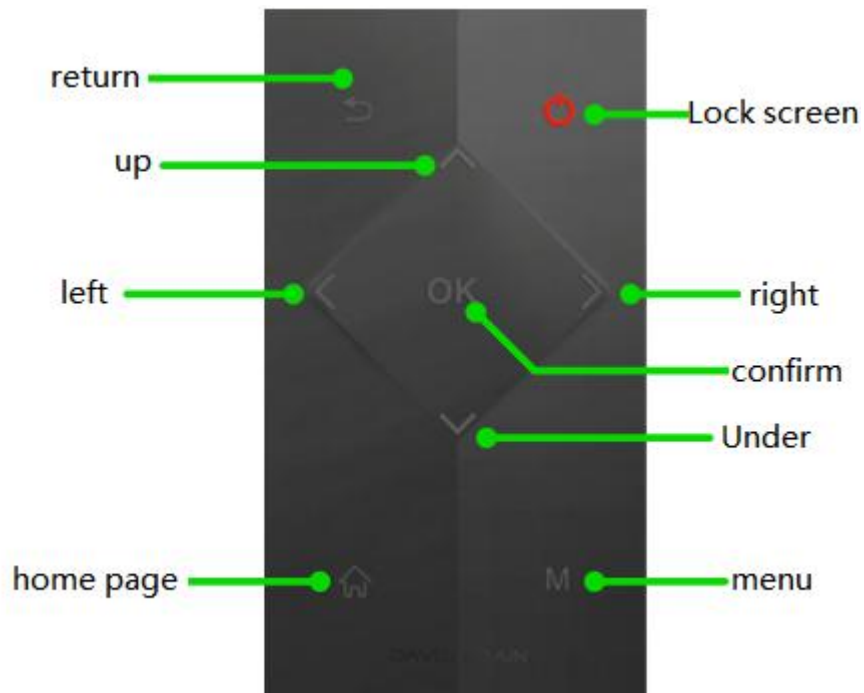 return
Lock screen
up
left
OK
right
confirm
Under
home page
M
menu